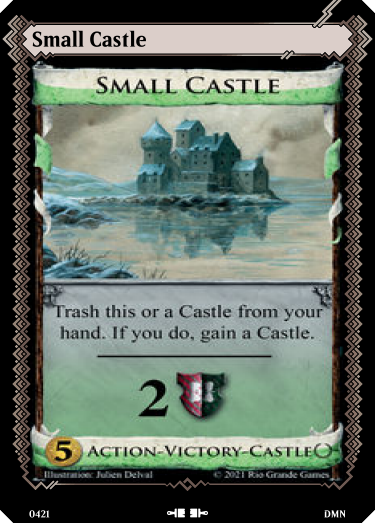 Small Castle
SMALL CASTLE
Trash this or a Castle from your
hand. If you do, gain a Castle.
2
5 ACTION-VICTORY-CASTLE
Illustration: Julien Delval © 2021 Rio Grande Games
0421 DMN